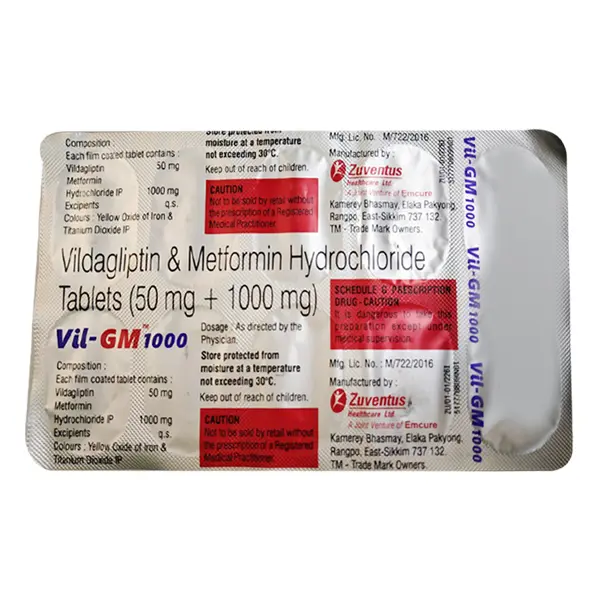 Composition
Each film coated tablet contains :
Vildagliptin 50 mg
Metformin
Hydrochloride IP 1000 mg
Excipients q.s.
Colours : Yellow Oxide of Iron &
Titanium Dioxide IP
Store protected from
moisture at a temperature
not exceeding 30°C.
Keep out of reach of children.
CAUTION
Not to be sold by retail without
the prescription of a Registered
Medical Practitioner.
Mfg. Lic. No. : M/722/2016
Manufactured by :
Zuventus
Healthcare Ltd.
A Joint Venture of Emcure
Kamerey Bhasmay, Elaka Pakyong,
Rangpo, East-Sikkim 737 132.
TM - Trade Mark Owners.
Vildagliptin & Metformin Hydrochloride
Tablets (50 mg + 1000 mg)
Vil-GM™1000
Dosage : As directed by the
Physician.
SCHEDULE G PRESCRIPTION
DRUG - CAUTION
It is dangerous to take this
preparation except under
medical supervision.
Composition :
Each film coated tablet contains :
Vildagliptin 50 mg
Metformin
Hydrochloride IP 1000 mg
Excipients q.s.
Colours : Yellow Oxide of Iron &
Titanium Dioxide IP
Store protected from
moisture at a temperature
not exceeding 30°C.
Keep out of reach of children.
CAUTION
Not to be sold by retail without
the prescription of a Registered
Medical Practitioner.
Mfg. Lic. No. : M/722/2016
Manufactured by :
Zuventus
Healthcare Ltd.
A Joint Venture of Emcure
Kamerey Bhasmay, Elaka Pakyong,
Rangpo, East-Sikkim 737 132.
TM - Trade Mark Owners.
Vil-GM1000
Vil-GM1000
Vil-GM1000
Vil-GM1000